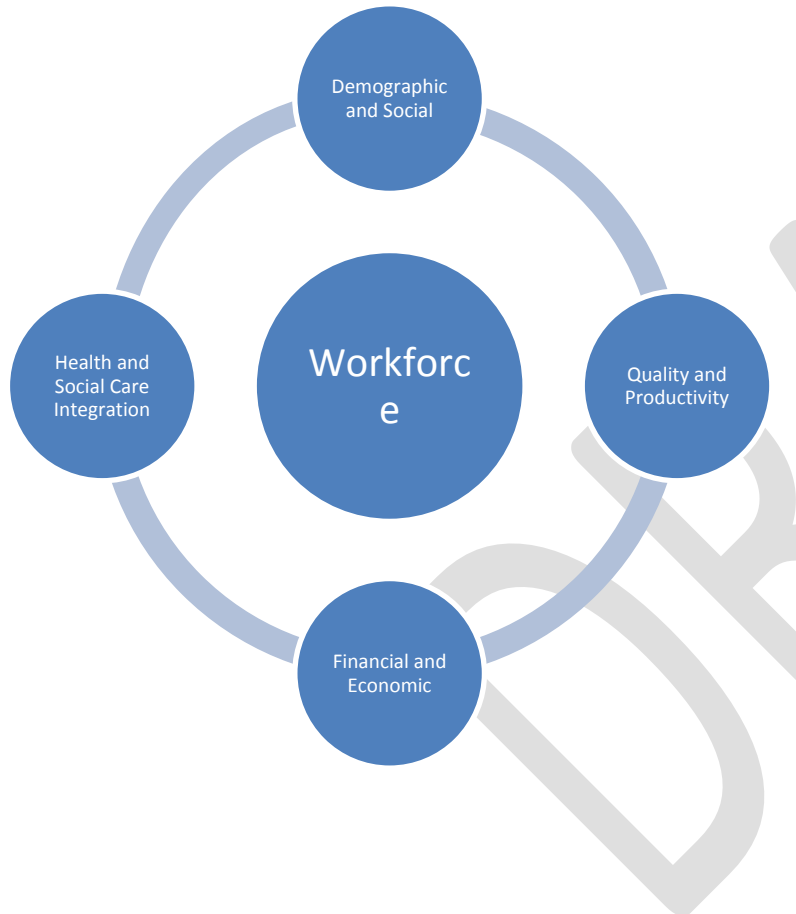 Demographic
and Social
Health and
Social Care
Integration
Workforc
e
Quality and
Productivity
Financial and
Economic